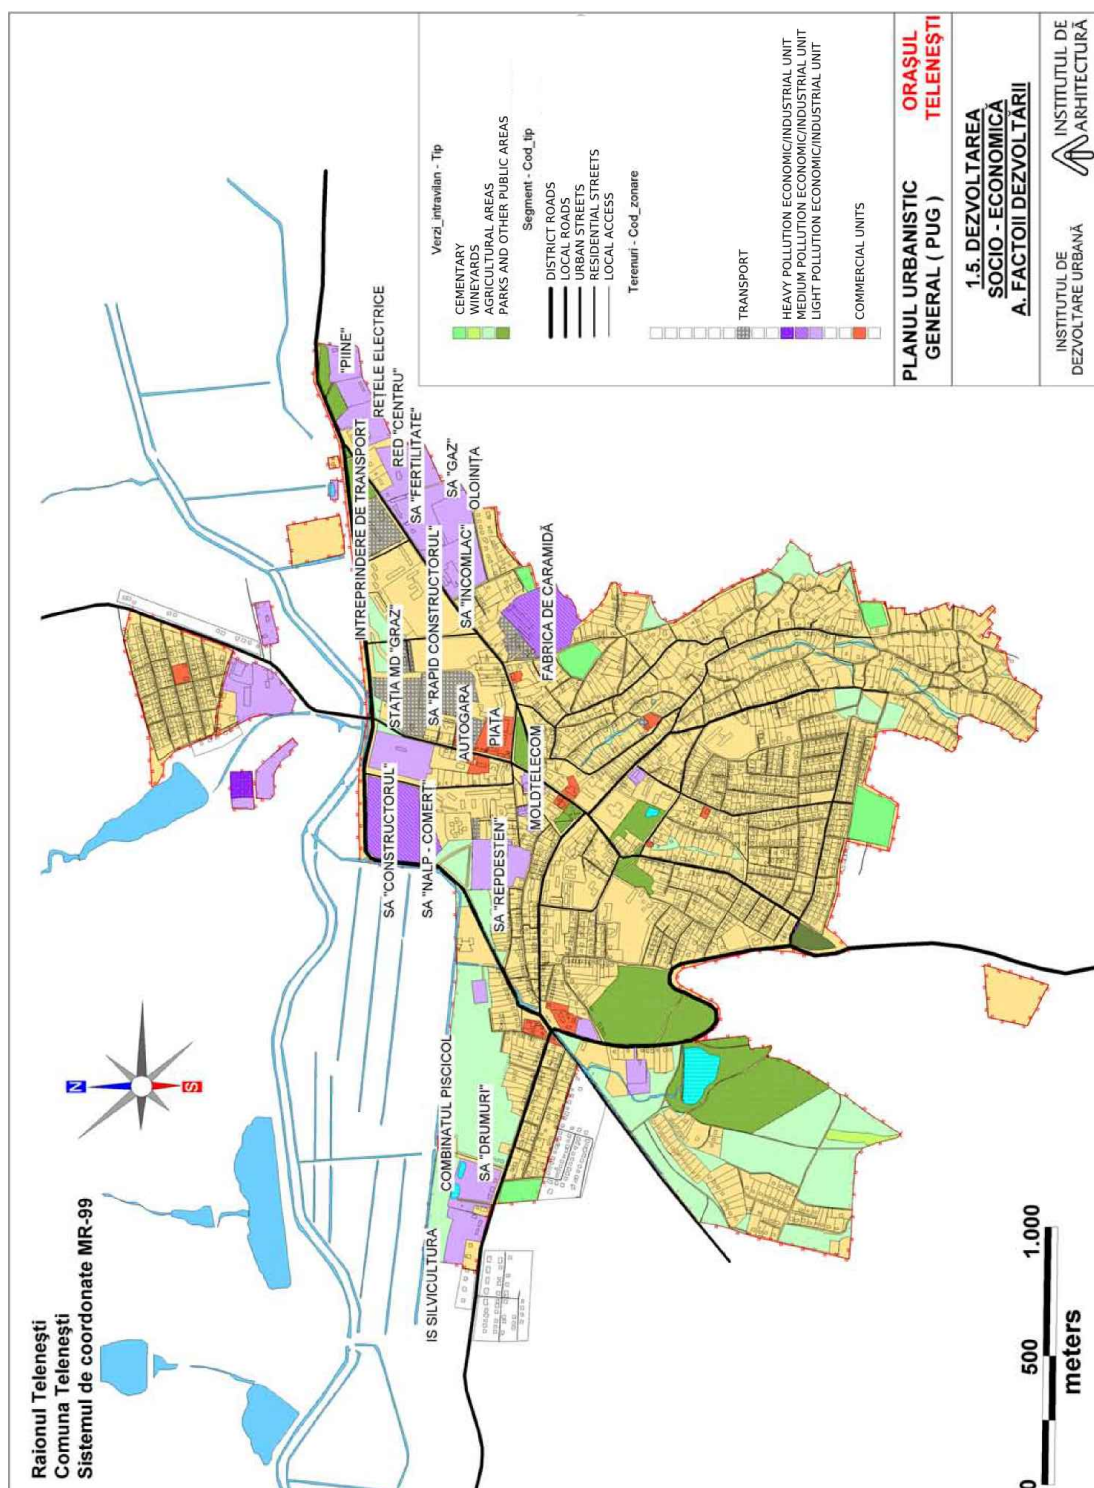 Raionul Teleneşti
Comuna Teleneşti
Sistemul de coordonate MR-99
N
S
IS SILVICULTURA
COMBINATUL PISCICOL
SA "DRUMURI"
SA "CONSTRUCTORUL"
SA "NALP - COMERT"
SA "REPDESTEN"
MOLDTELECOM
AUTOGARA
PIAȚA
STAȚIA MD "GRAZ"
SA "RAPID CONSTRUCTORUL"
SA "INCOMLAC"
FABRICA DE CARAMIDĂ
INTREPRINDERE DE TRANSPORT
REȚELE ELECTRICE
RED "CENTRU"
SA "FERTILITATE"
SA "GAZ"
OLOINIȚA
"PIINE"
0 500 1.000
meters
Verzi_intravilan - Tip
CEMENTARY
WINEYARDS
AGRICULTURAL AREAS
PARKS AND OTHER PUBLIC AREAS
Segment - Cod_tip
DISTRICT ROADS
LOCAL ROADS
URBAN STREETS
RESIDENTIAL STREETS
LOCAL ACCESS
Terenuri - Cod_zonare
TRANSPORT
HEAVY POLLUTION ECONOMIC/INDUSTRIAL UNIT
MEDIUM POLLUTION ECONOMIC/INDUSTRIAL UNIT
LIGHT POLLUTION ECONOMIC/INDUSTRIAL UNIT
COMMERCIAL UNITS
PLANUL URBANISTIC
GENERAL ( PUG )
ORAŞUL
TELENEŞTI
1.5. DEZVOLTAREA
SOCIO - ECONOMICĂ
A. FACTOII DEZVOLTĂRII
INSTITUTUL DE
DEZVOLTARE URBANĂ
INSTITUTUL DE
ARHITECTURĂ